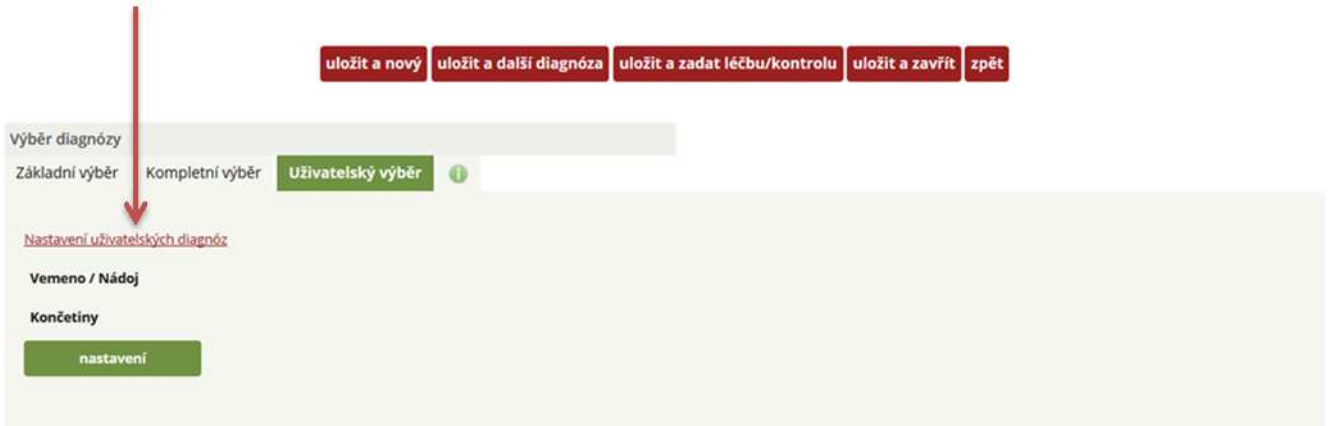 uložit a nový uložit a další diagnóza uložit a zadat léčbu/kontrolu uložit a zavřít zpět
Výběr diagnózy
Základní výběr Kompletní výběr Uživatelský výběr
Nastavení uživatelských diagnóz
Vemeno / Nádoj
Končetiny
nastavení